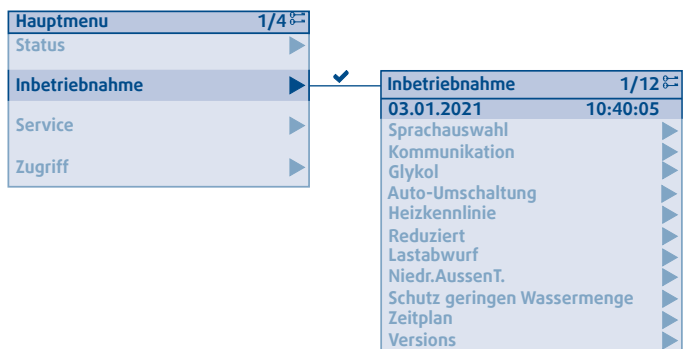 Hauptmenu 1/4
Status
Inbetriebnahme
Service
Zugriff
Inbetriebnahme 1/12
03.01.2021 10:40:05
Sprachauswahl
Kommunikation
Glykol
Auto-Umschaltung
Heizkennlinie
Reduziert
Lastabwurf
Niedr.AussenT.
Schutz geringen Wassermenge
Zeitplan
Versions